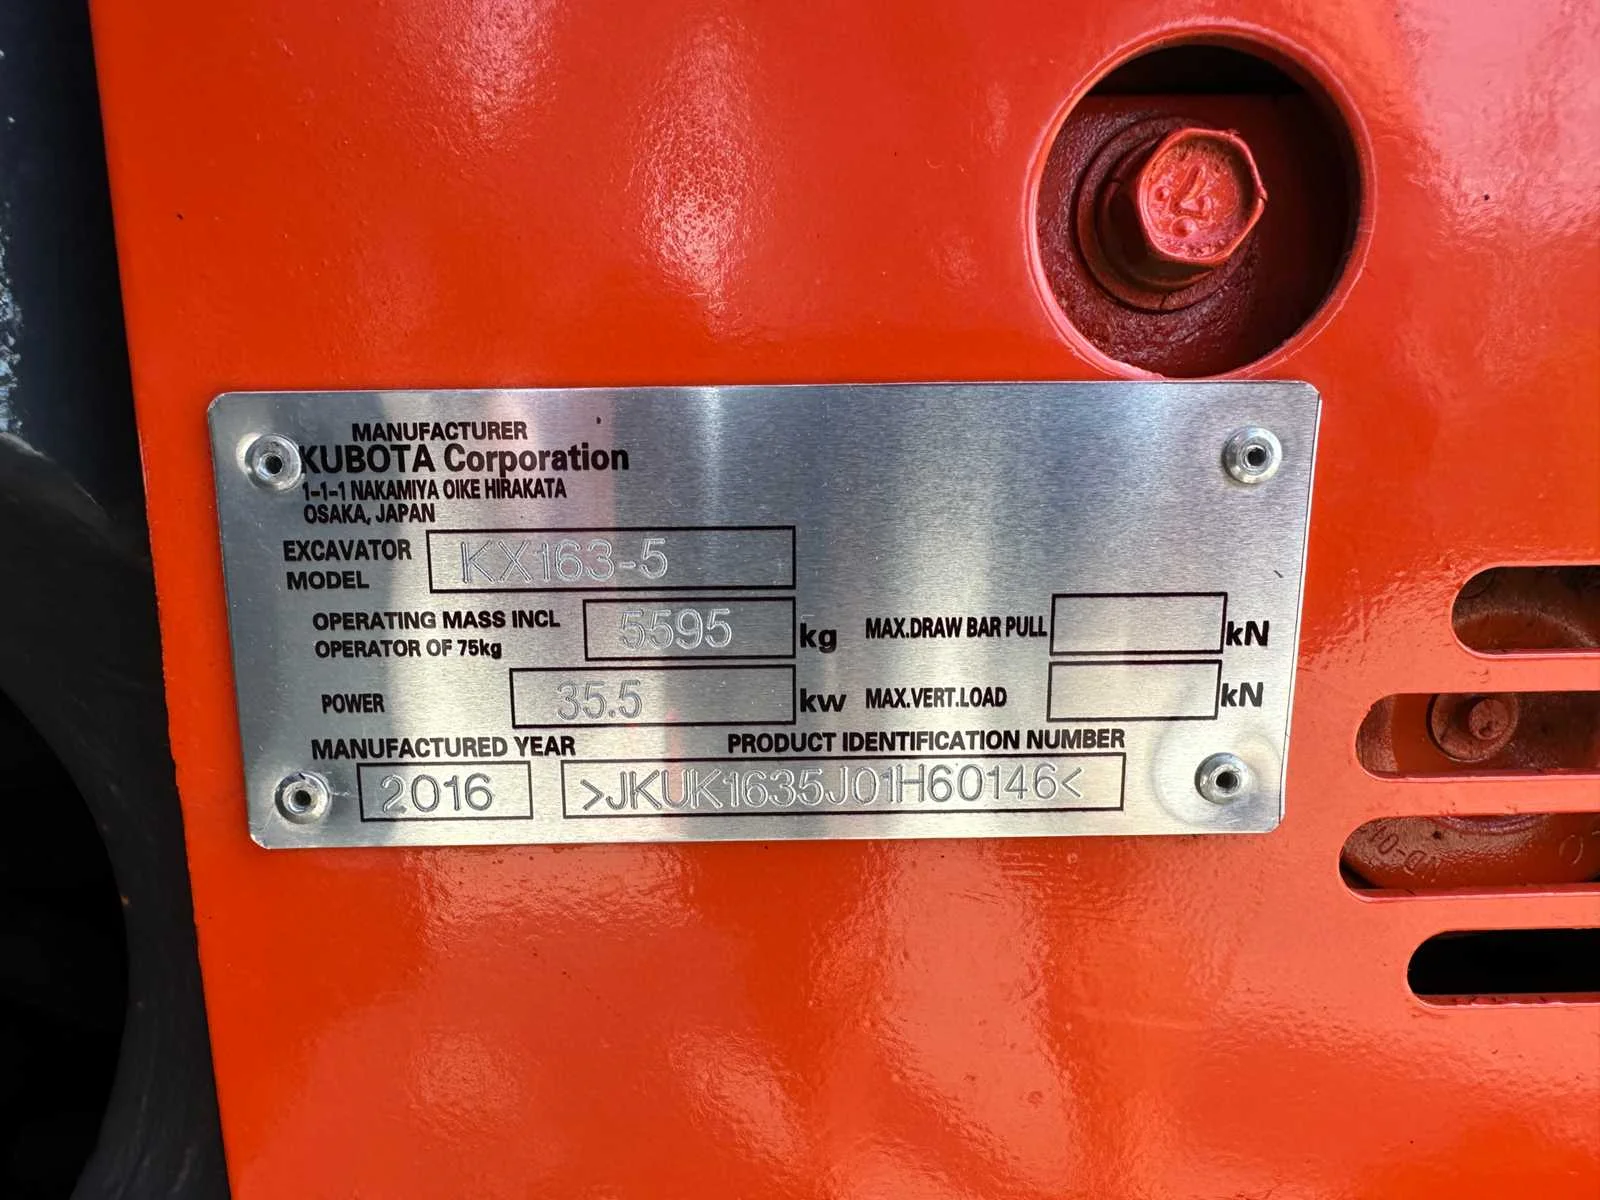 MANUFACTURER
KUBOTA Corporation
1-1-1 NAKAMIYA OIKE HIRAKATA
OSAKA, JAPAN
EXCAVATOR MODEL KX163-5
OPERATING MASS INCL
OPERATOR OF 75kg 5595 kg
MAX.DRAW BAR PULL kN
POWER 35.5 kw
MAX.VERT.LOAD kN
MANUFACTURED YEAR
2016
PRODUCT IDENTIFICATION NUMBER
>JKUK1635J01H60146<
7